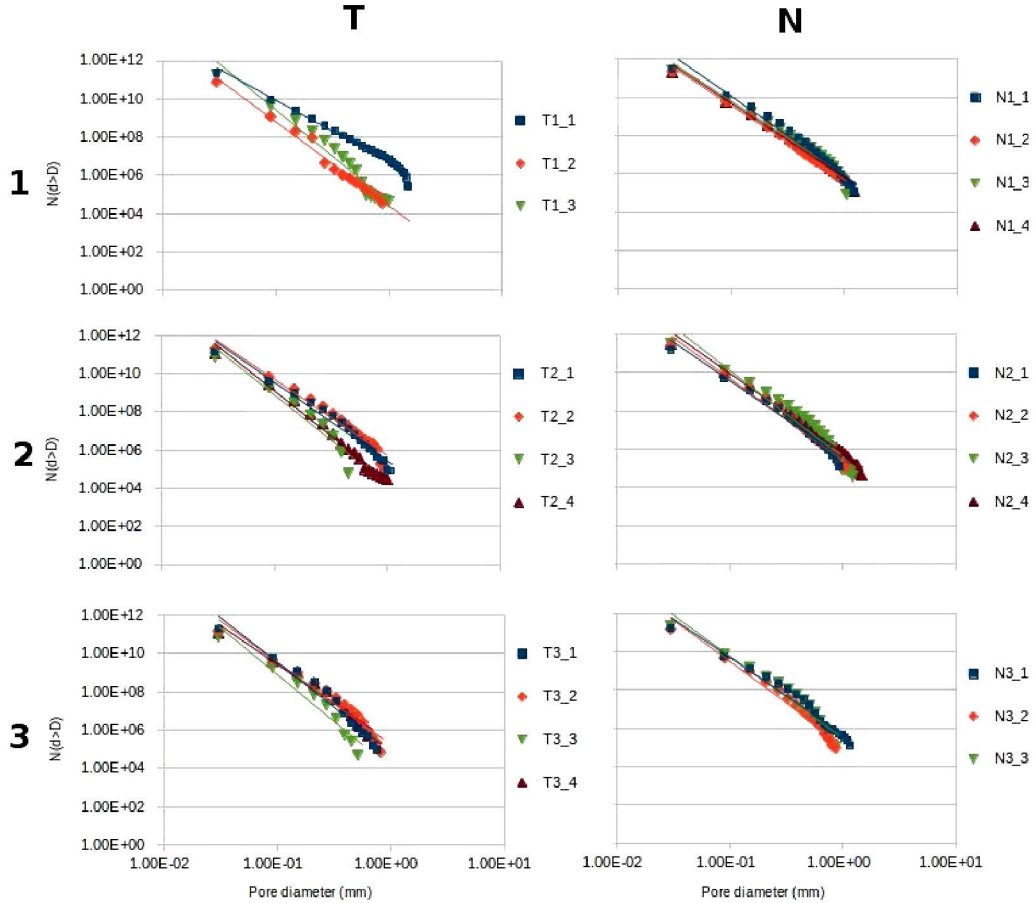 T N
1
N(d>D)
1.00E+12
1.00E+10
1.00E+08
1.00E+06
1.00E+04
1.00E+02
1.00E+00
T1_1
T1_2
T1_3
N1_1
N1_2
N1_3
N1_4
2
N(d>D)
1.00E+12
1.00E+10
1.00E+08
1.00E+06
1.00E+04
1.00E+02
1.00E+00
T2_1
T2_2
T2_3
T2_4
N2_1
N2_2
N2_3
N2_4
3
N(d>D)
1.00E+12
1.00E+10
1.00E+08
1.00E+06
1.00E+04
1.00E+02
1.00E+00
T3_1
T3_2
T3_3
T3_4
N3_1
N3_2
N3_3
1.00E-02 1.00E-01 1.00E+00 1.00E+01
Pore diameter (mm)
1.00E-02 1.00E-01 1.00E+00 1.00E+01
Pore diameter (mm)